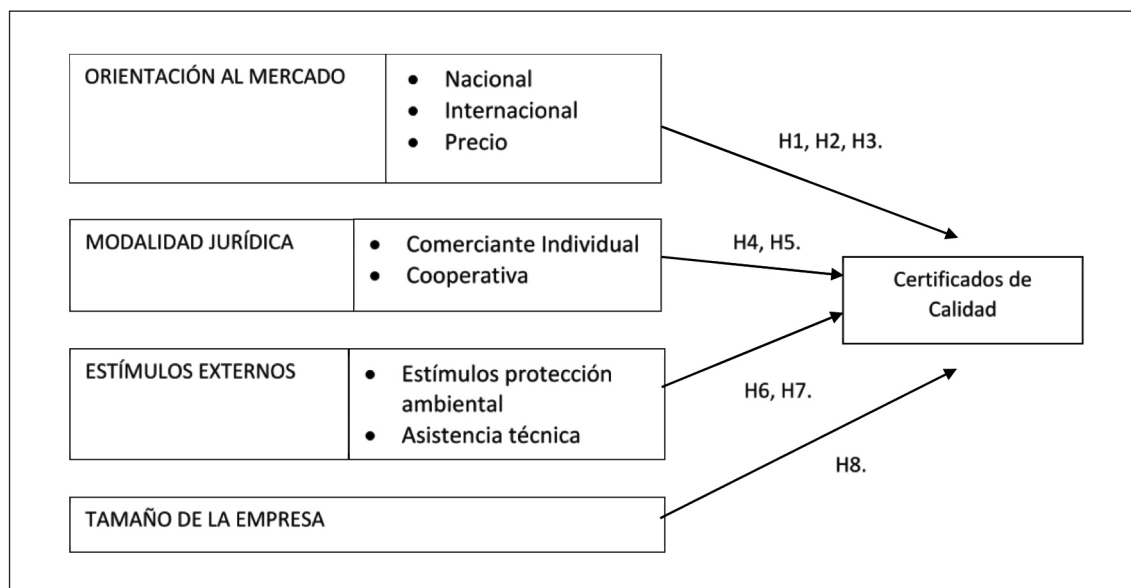 ORIENTACIÓN AL MERCADO
• Nacional
• Internacional
• Precio
H1, H2, H3.
MODALIDAD JURÍDICA
• Comerciante Individual
• Cooperativa
H4, H5.
Certificados de
Calidad
ESTÍMULOS EXTERNOS
• Estímulos protección
ambiental
• Asistencia técnica
H6, H7.
H8.
TAMAÑO DE LA EMPRESA